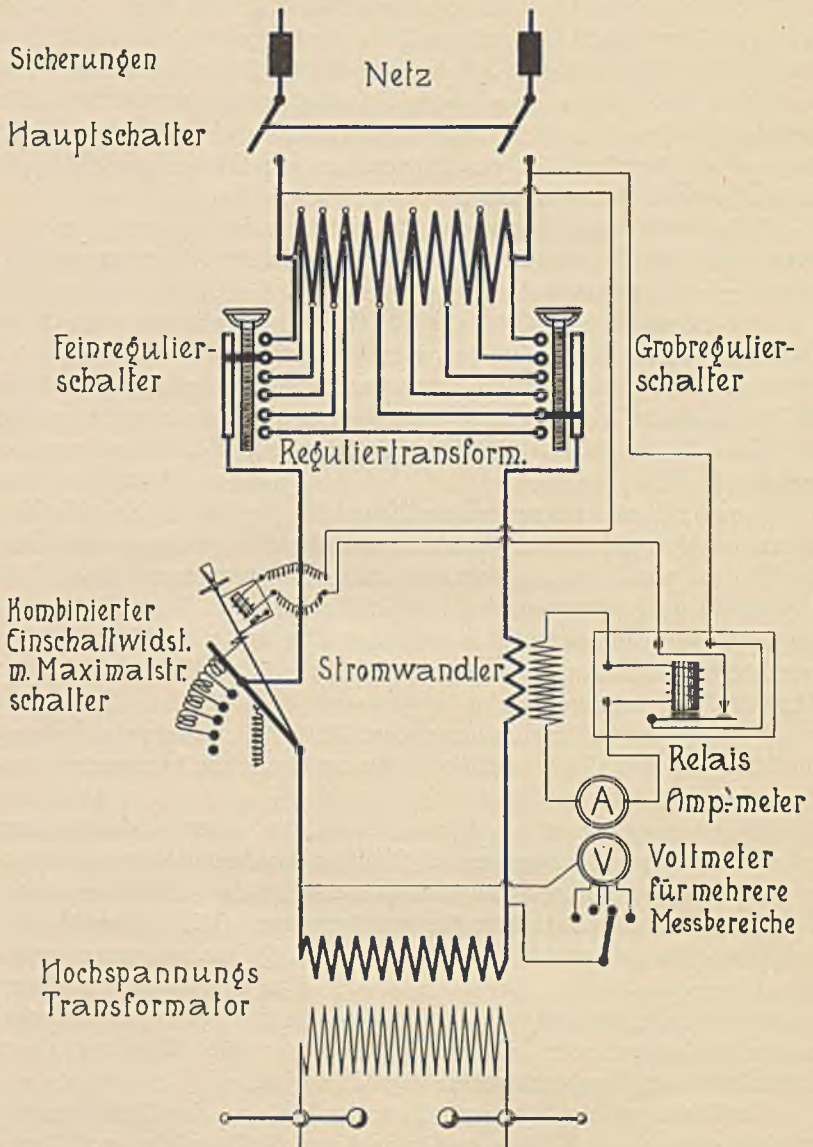 Sicherungen
Netz
Hauptschalter
Feinregulier-
schalter
Grobregulier-
schalter
Reguliertransform.
Kombinierter
Einschaltwidst.
m. Maximalstr.
schalter
Stromwandler
Relais
A
Amp:meter
V
Voltmeter
für mehrere
Messbereiche
Hochspannungs
Transformator